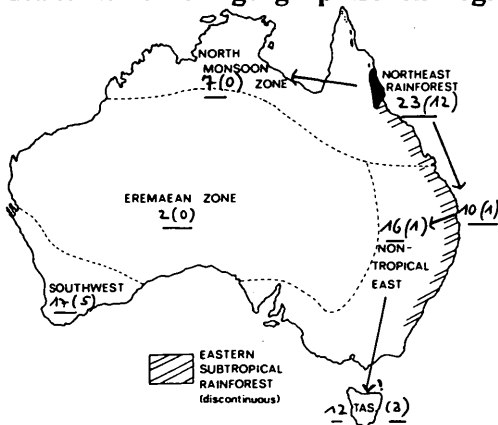 NORTH
MONSOON ZONE
7(0)
NORTHEAST
RAINFOREST
23(12)
EREMAEAN ZONE
2(0)
16(1)
10(1)
NON-
TROPICAL
EAST
SOUTHWEST
17(5)
EASTERN
SUBTROPICAL
RAINFOREST
(discontinuous)
?
12 TAS. (3)